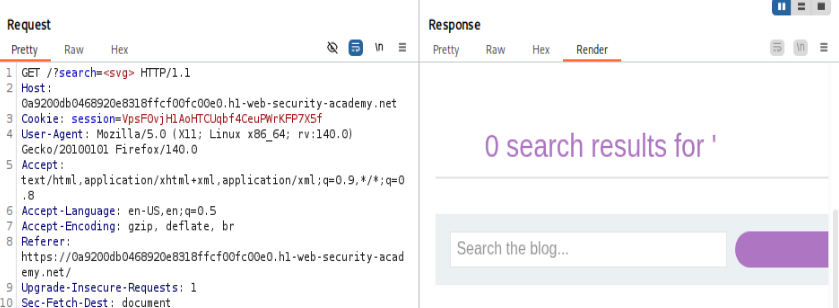 Request
Pretty Raw Hex
\n
1 GET /?search=<svg> HTTP/1.1
2 Host:
0a9200db0468920e8318ffcf00fc00e0.h1-web-security-academy.net
3 Cookie: session=VpsFOvjHlAoHTCUqbf4CeuPWrKFP7X5f
4 User-Agent: Mozilla/5.0 (X11; Linux x86_64; rv:140.0)
Gecko/20100101 Firefox/140.0
5 Accept:
text/html,application/xhtml+xml,application/xml;q=0.9,*/*;q=0
.8
6 Accept-Language: en-US,en;q=0.5
7 Accept-Encoding: gzip, deflate, br
8 Referer:
https://0a9200db0468920e8318ffcf00fc00e0.h1-web-security-acad
emy.net/
9 Upgrade-Insecure-Requests: 1
10 Sec-Fetch-Dest: document
Response
Pretty Raw Hex Render
\n
0 search results for '
Search the blog...